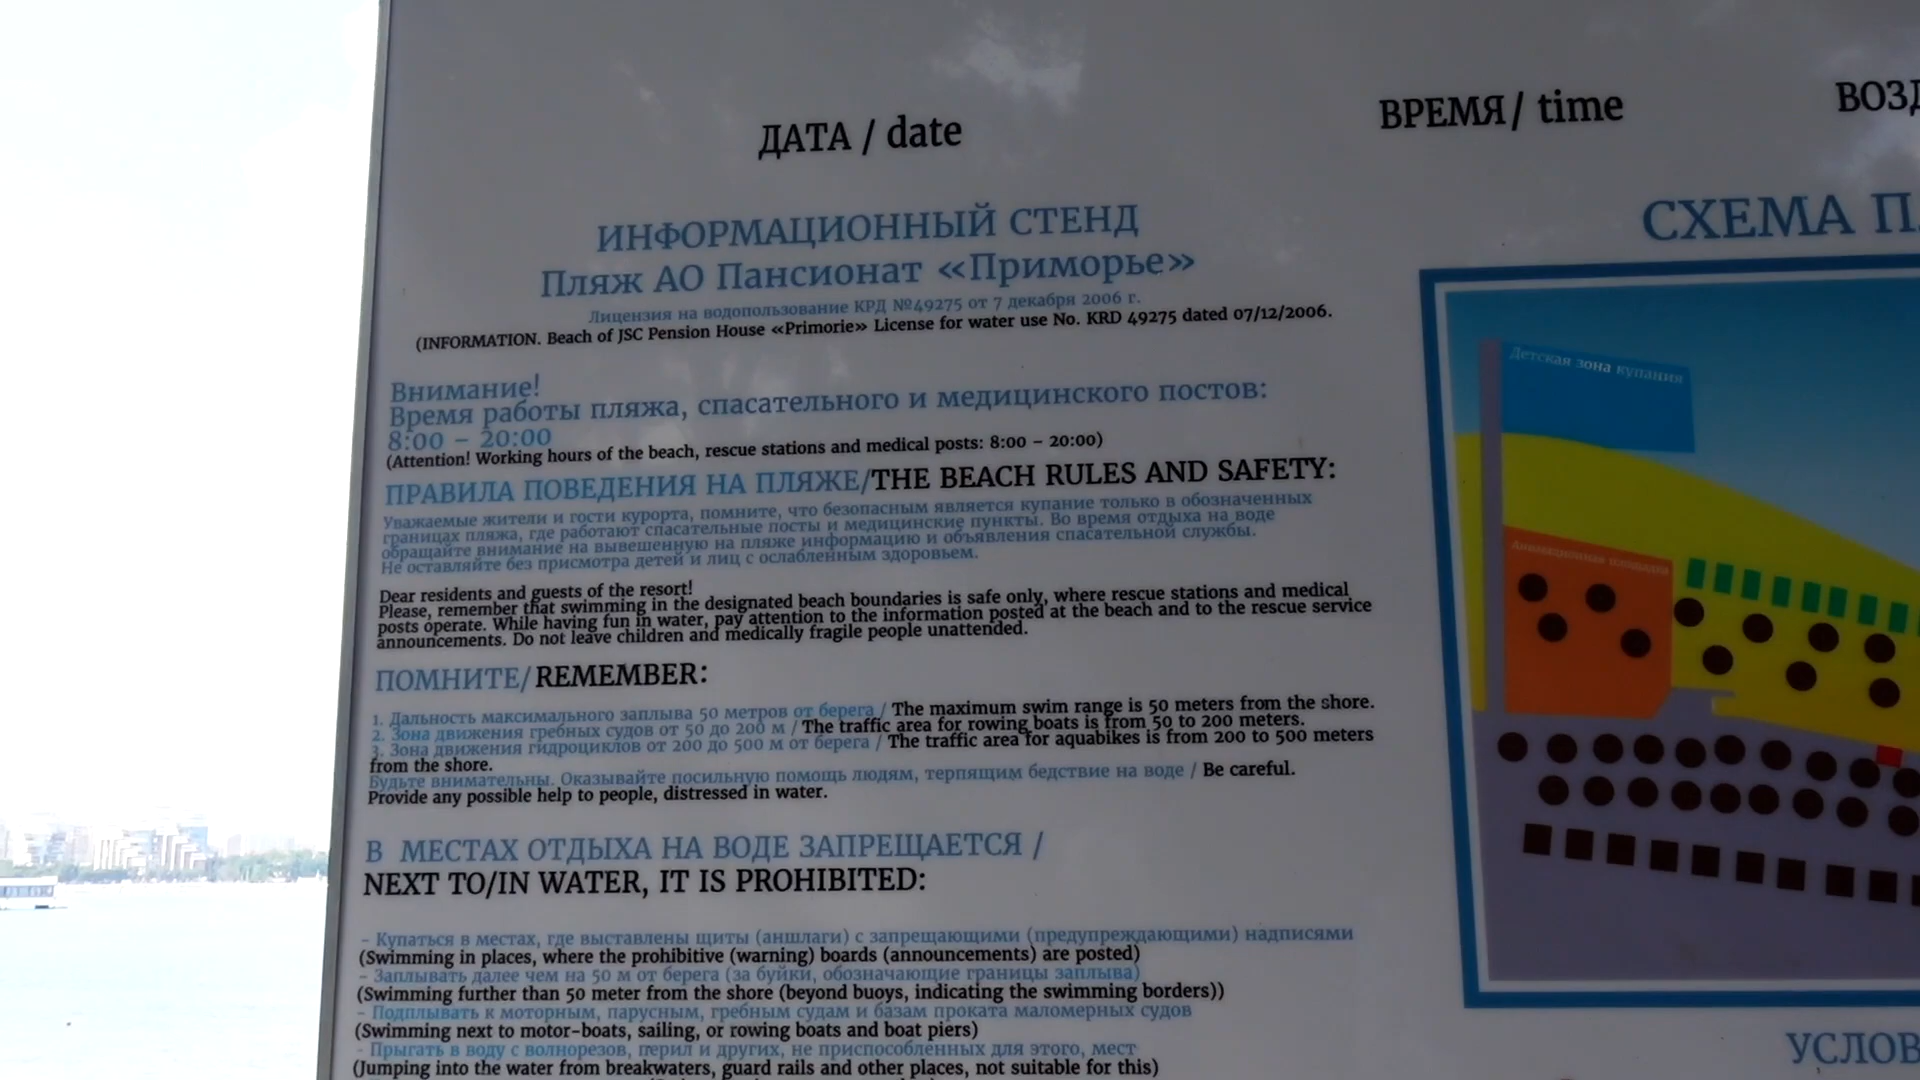 ДАТА / date
ВРЕМЯ / time
ИНФОРМАЦИОННЫЙ СТЕНД
Пляж АО Пансионат «Приморье»
Лицензия на водопользование КРД №49275 от 7 декабря 2006 г.
(INFORMATION. Beach of JSC Pension House «Primorie» License for water use No. KRD 49275 dated 07/12/2006.
Внимание!
Время работы пляжа, спасательного и медицинского постов:
8:00 – 20:00
(Attention! Working hours of the beach, rescue stations and medical posts: 8:00 – 20:00)
ПРАВИЛА ПОВЕДЕНИЯ НА ПЛЯЖЕ/THE BEACH RULES AND SAFETY:
Уважаемые жители и гости курорта, помните, что безопасным является купание только в обозначенных
границах пляжа, где работают спасательные посты и медицинские пункты. Во время отдыха на воде
обращайте внимание на вывешенную на пляже информацию и объявления спасательной службы.
Не оставляйте без присмотра детей и лиц с ослабленным здоровьем.
Dear residents and guests of the resort!
Please, remember that swimming in the designated beach boundaries is safe only, where rescue stations and medical
posts operate. While having fun in water, pay attention to the information posted at the beach and to the rescue service
announcements. Do not leave children and medically fragile people unattended.
ПОМНИТЕ/REMEMBER:
1. Дальность максимального заплыва 50 метров от берега / The maximum swim range is 50 meters from the shore.
2. Зона движения гребных судов от 50 до 200 м / The traffic area for rowing boats is from 50 to 200 meters.
3. Зона движения гидроциклов от 200 до 500 м от берега / The traffic area for aquabikes is from 200 to 500 meters
from the shore.
Будьте внимательны. Оказывайте посильную помощь людям, терпящим бедствие на воде / Be careful.
Provide any possible help to people, distressed in water.
В МЕСТАХ ОТДЫХА НА ВОДЕ ЗАПРЕЩАЕТСЯ /
NEXT TO/IN WATER, IT IS PROHIBITED:
- Купаться в местах, где выставлены щиты (аншлаги) с запрещающими (предупреждающими) надписями
(Swimming in places, where the prohibitive (warning) boards (announcements) are posted)
- Заплывать далее чем на 50 м от берега (за буйки, обозначающие границы заплыва)
(Swimming further than 50 meter from the shore (beyond buoys, indicating the swimming borders))
- Подплывать к моторным, парусным, гребным судам и базам проката маломерных судов
(Swimming next to motor-boats, sailing, or rowing boats and boat piers)
- Прыгать в воду с волнорезов, перил и других, не приспособленных для этого, мест
(Jumping into the water from breakwaters, guard rails and other places, not suitable for this)
СХЕМА
Детская зона купания
Анимационная площадка